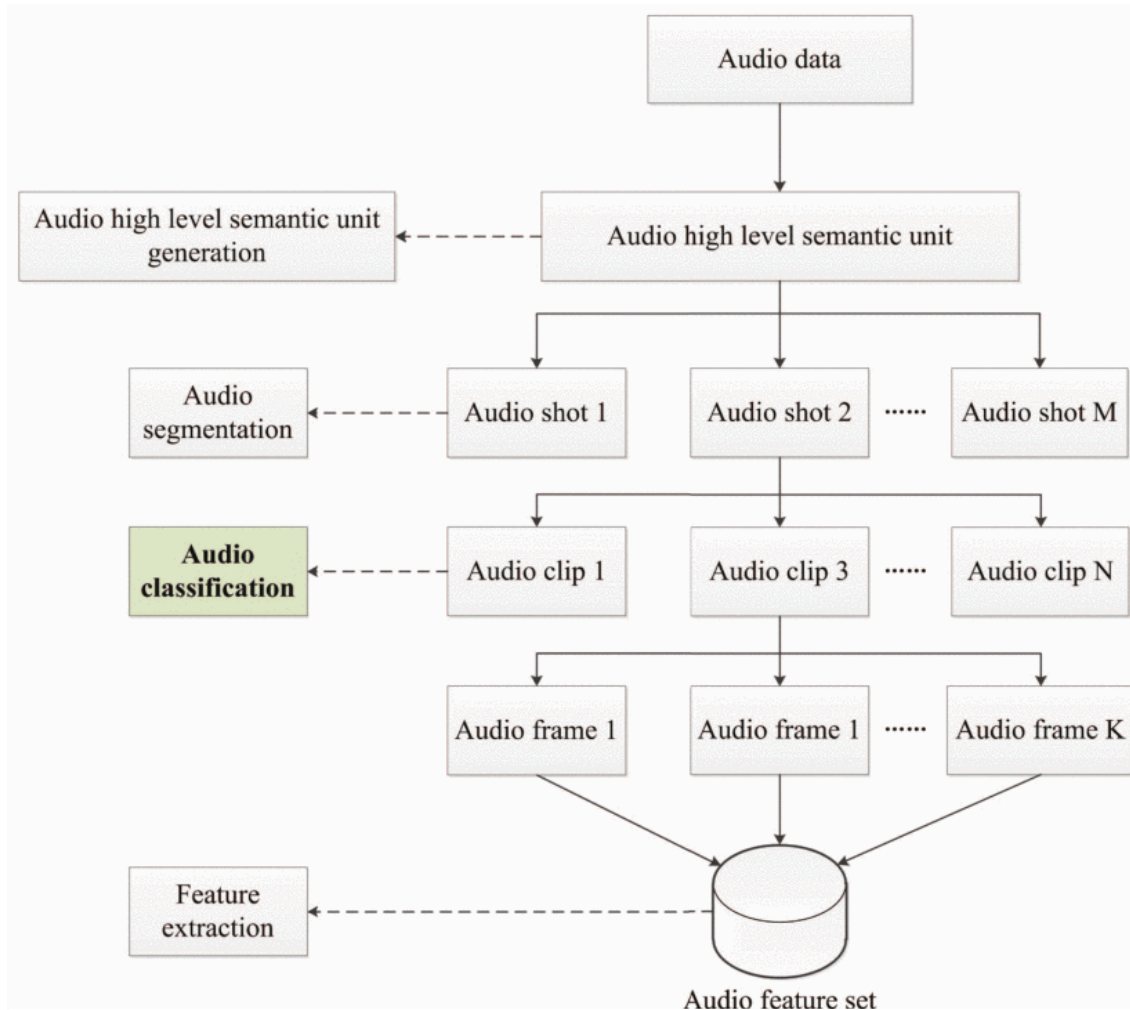 Audio data
Audio high level semantic unit
generation
Audio high level semantic unit
Audio
segmentation
Audio shot 1
Audio shot 2
......
Audio shot M
Audio
classification
Audio clip 1
Audio clip 3
......
Audio clip N
Audio frame 1
Audio frame 1
......
Audio frame K
Feature
extraction
Audio feature set